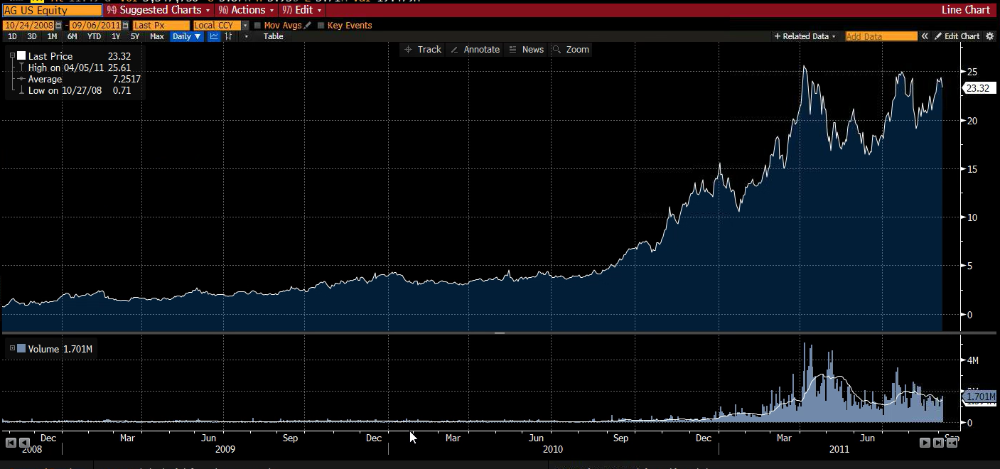 AG US Equity 94) Suggested Charts 96) Actions 97) Edit Line Chart
10/24/2008 - 09/06/2011 Last Px Local CCY Mov Avgs Key Events
1D 3D 1M 6M YTD 1Y 5Y Max Daily ▼ Table + Related Data Add Data « Edit Chart
Track Annotate News Zoom
Last Price 23.32
High on 04/05/11 25.61
Average 7.2517
Low on 10/27/08 0.71
25
23.32
20
15
10
5
0
Volume 1.701M
4M
1.701M
0
Dec Mar Jun Sep Dec Mar Jun Sep Dec Mar Jun
2008 2009 2010 2011